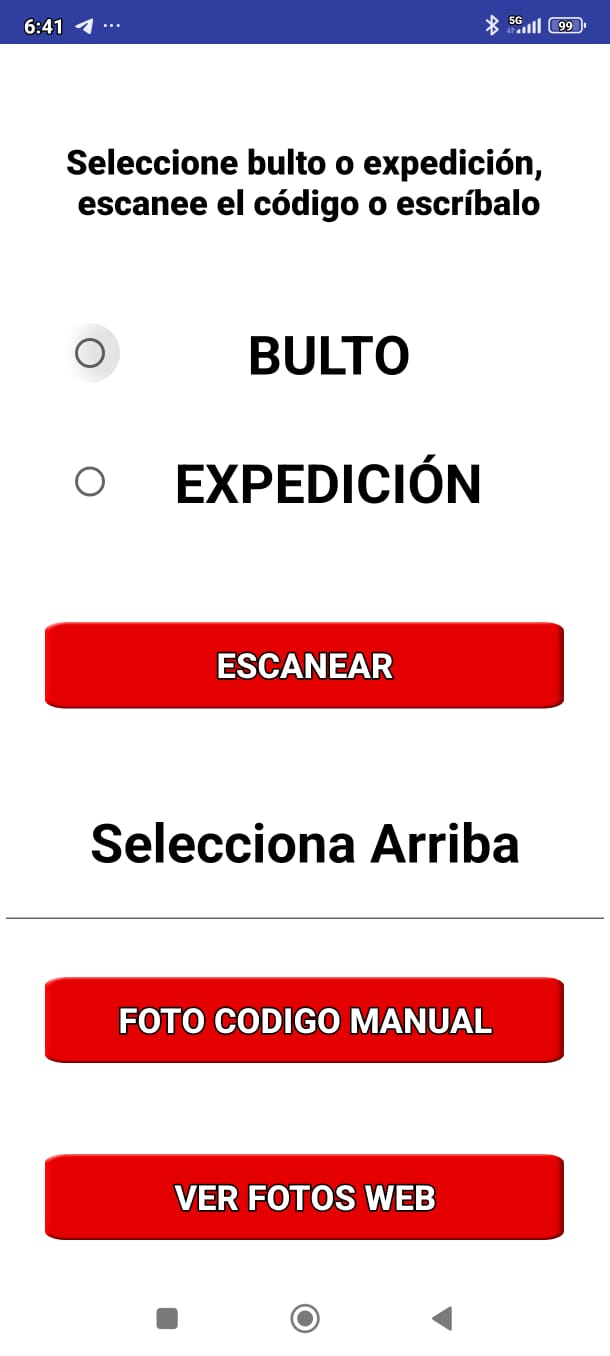 6:41 ... 5G 99
Seleccione bulto o expedición,
escanee el código o escríbalo
BULTO
EXPEDICIÓN
ESCANEAR
Selecciona Arriba
FOTO CODIGO MANUAL
VER FOTOS WEB